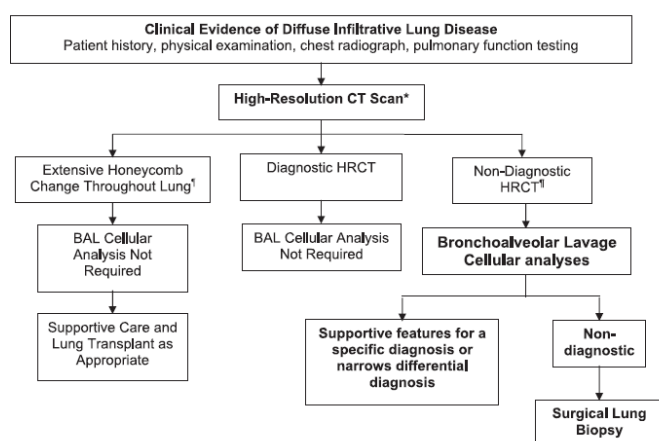 Clinical Evidence of Diffuse Infiltrative Lung Disease
Patient history, physical examination, chest radiograph, pulmonary function testing
High-Resolution CT Scan*
Extensive Honeycomb
Change Throughout Lung¶
Diagnostic HRCT
Non-Diagnostic
HRCT¶
BAL Cellular
Analysis Not
Required
BAL Cellular Analysis
Not Required
Bronchoalveolar Lavage
Cellular analyses
Supportive Care and
Lung Transplant as
Appropriate
Supportive features for a
specific diagnosis or
narrows differential
diagnosis
Non-
diagnostic
Surgical Lung
Biopsy